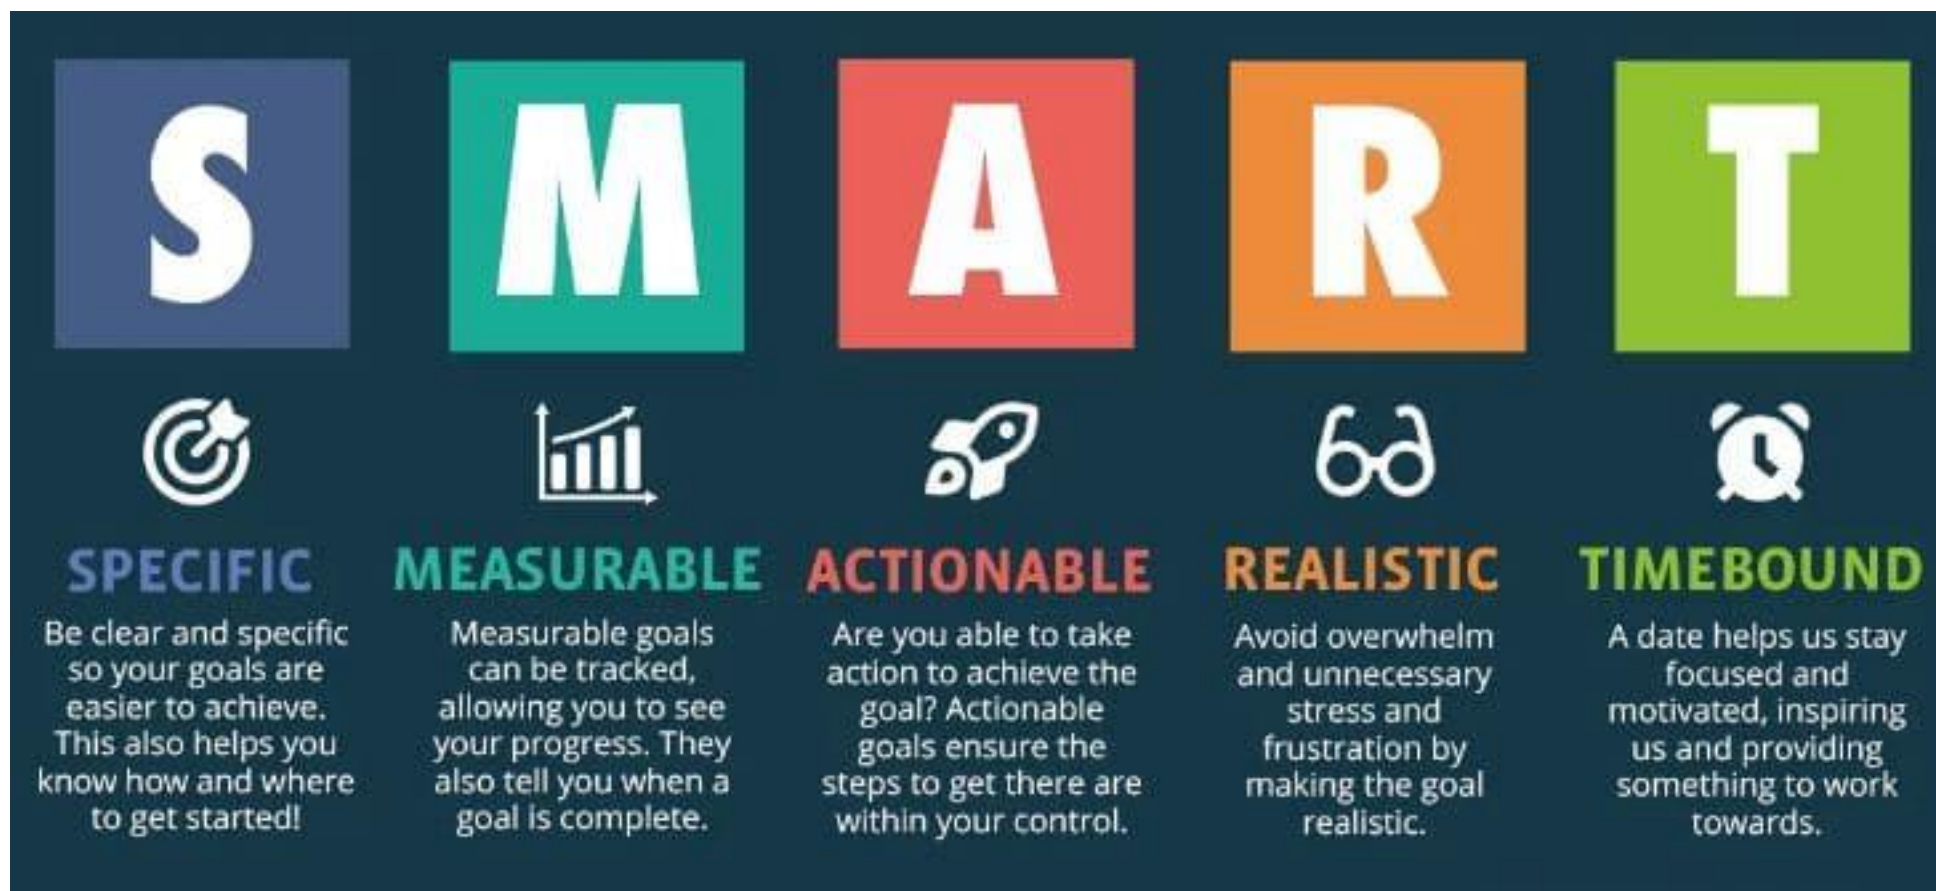 S
M
A
R
T
SPECIFIC
Be clear and specific
so your goals are
easier to achieve.
This also helps you
know how and where
to get started!
MEASURABLE
Measurable goals
can be tracked,
allowing you to see
your progress. They
also tell you when a
goal is complete.
ACTIONABLE
Are you able to take
action to achieve the
goal? Actionable
goals ensure the
steps to get there are
within your control.
REALISTIC
Avoid overwhelm
and unnecessary
stress and
frustration by
making the goal
realistic.
TIMEBOUND
A date helps us stay
focused and
motivated, inspiring
us and providing
something to work
towards.